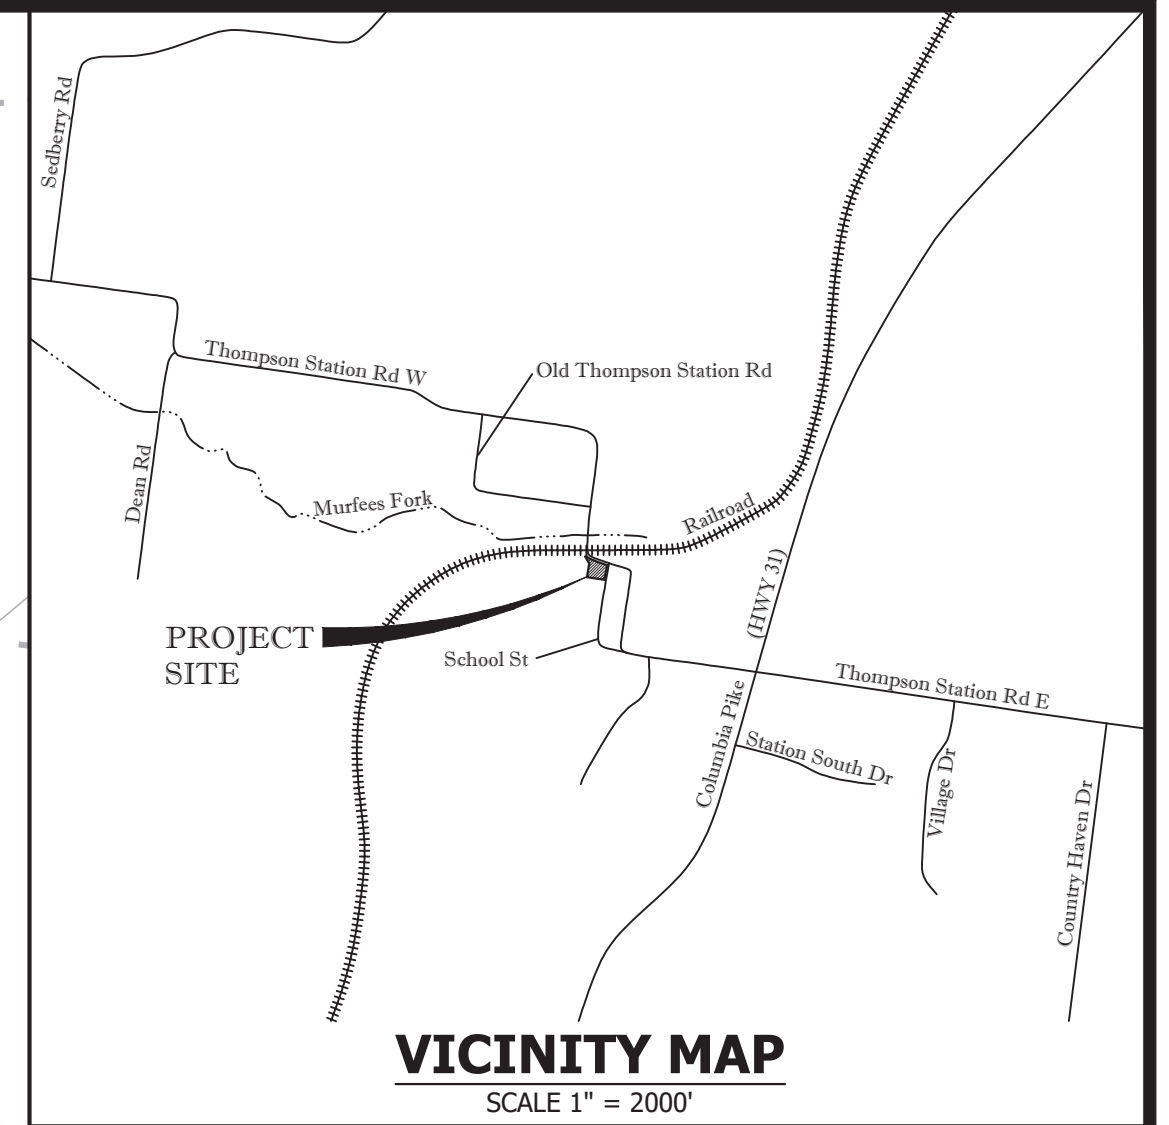 Sedberry Rd
Thompson Station Rd W
Old Thompson Station Rd
Dean Rd
Murfees Fork
Railroad
(HWY 31)
PROJECT
SITE
School St
Thompson Station Rd E
Columbia Pike
Station South Dr
Village Dr
Country Haven Dr
VICINITY MAP
SCALE 1" = 2000'